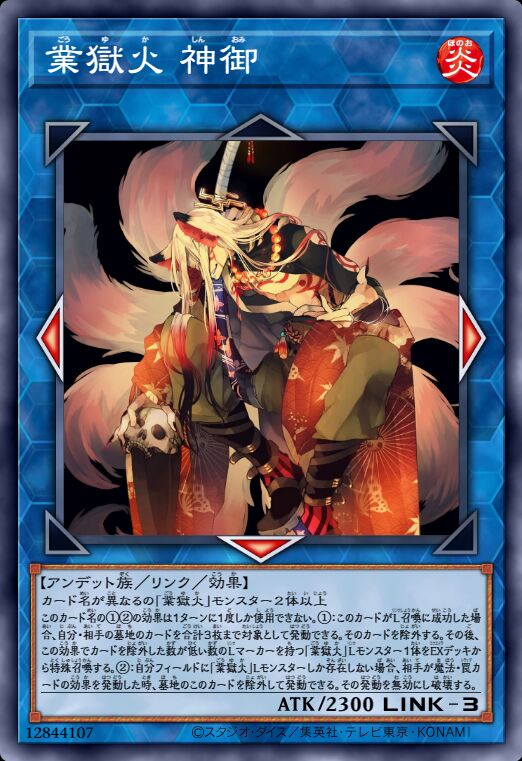 ごう ゆ か しん おみ
業獄火 神御
ほのお
炎
【アンデット族／リンク／効果】
カード名が異なるの「業獄火」モンスター２体以上
このカード名の①②の効果は1ターンに1度しか使用できない。①:このカードがL召喚に成功した場
合、自分・相手の墓地のカードを合計3枚まで対象として発動できる。そのカードを除外する。その後、
この効果でカードを除外した数が低い数のLマーカーを持つ「業獄火」Lモンスター1体をEXデッキか
ら特殊召喚する。②:自分フィールドに「業獄火」Lモンスターしか存在しない場合、相手が魔法・罠カ
ードの効果を発動した時、墓地のこのカードを除外して発動できる。その発動を無効にし破壊する。
ATK/2300 LINK-3
12844107 ©スタジオ・ダイス/集英社・テレビ東京・KONAMI